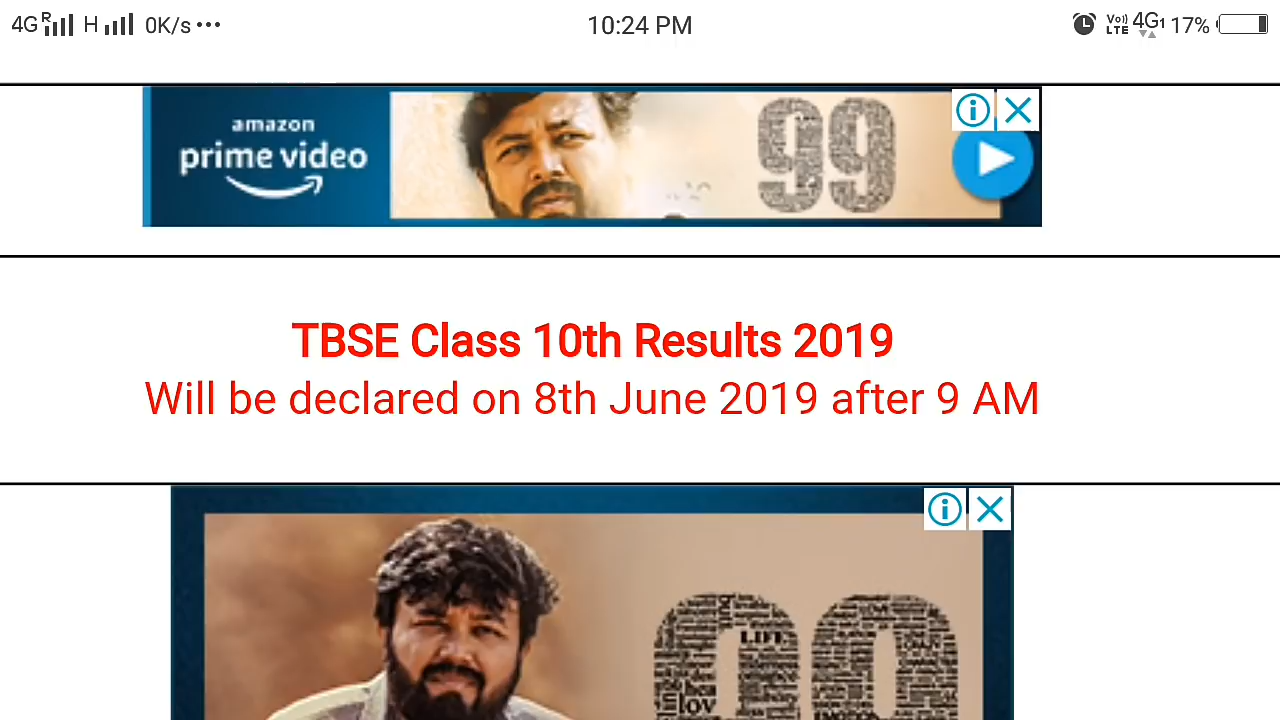 4G R H 0K/s ••• 10:24 PM Vo) LTE 4G1 17%
amazon
prime video
99
TBSE Class 10th Results 2019
Will be declared on 8th June 2019 after 9 AM
99
LIFE
lov